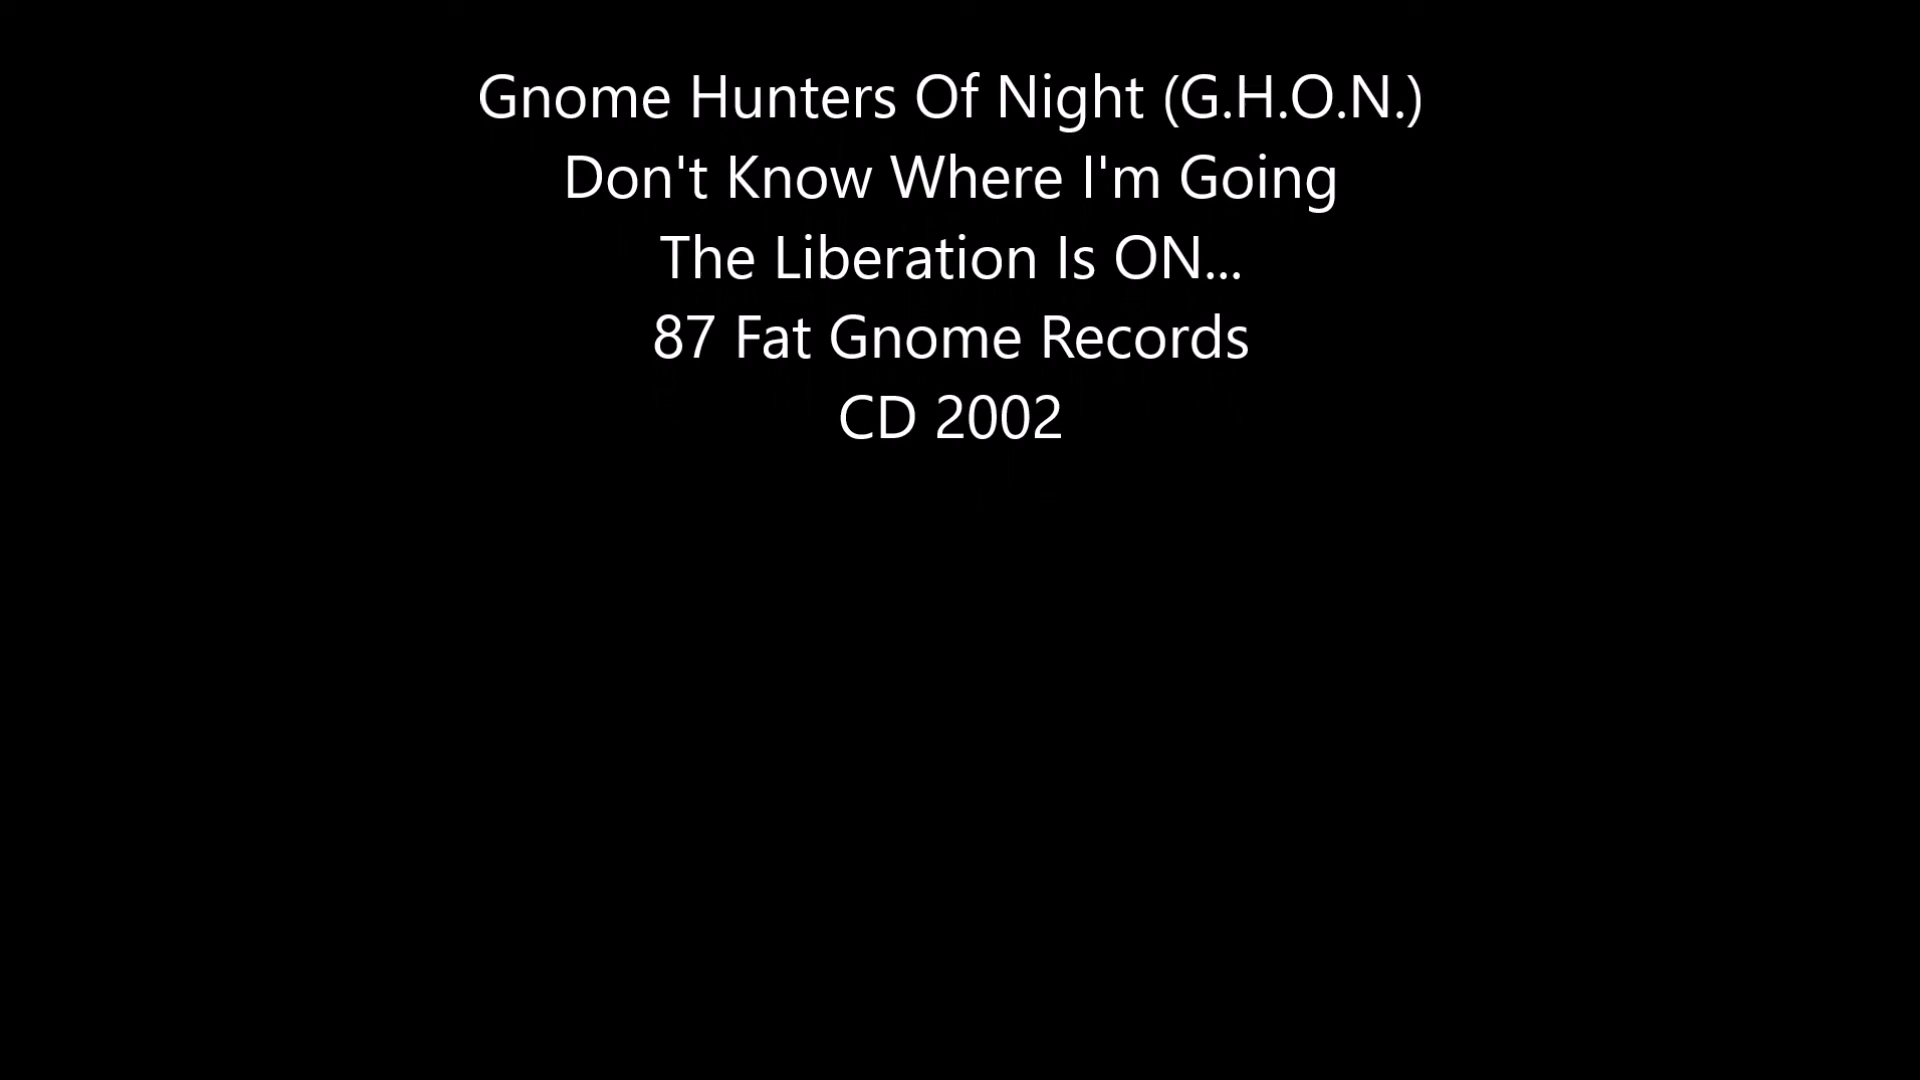 Gnome Hunters Of Night (G.H.O.N.)
Don't Know Where I'm Going
The Liberation Is ON...
87 Fat Gnome Records
CD 2002